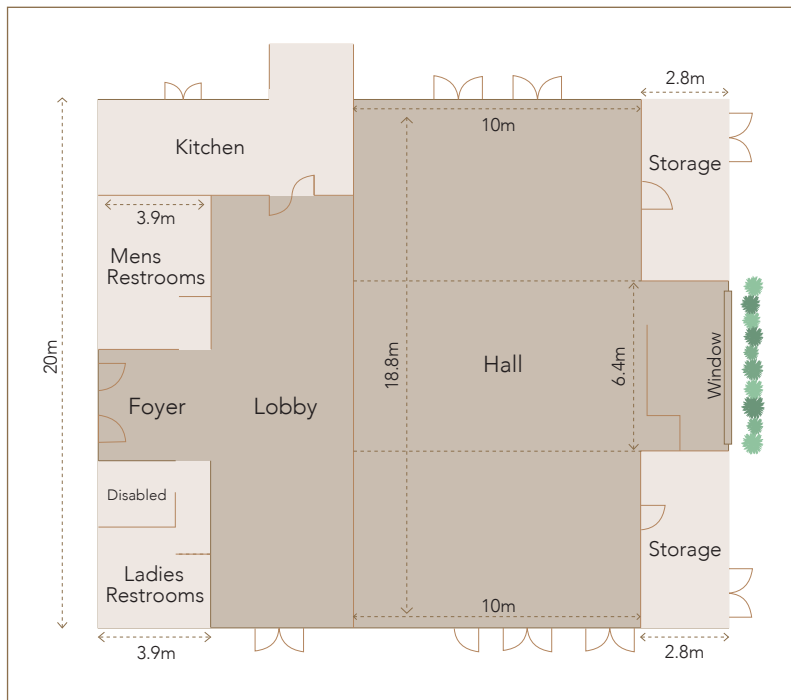 2.8m
10m
Kitchen
Storage
3.9m
Mens
Restrooms
20m
18.8m
Hall
6.4m
Window
Foyer
Lobby
Disabled
Ladies
Restrooms
Storage
10m
3.9m
2.8m